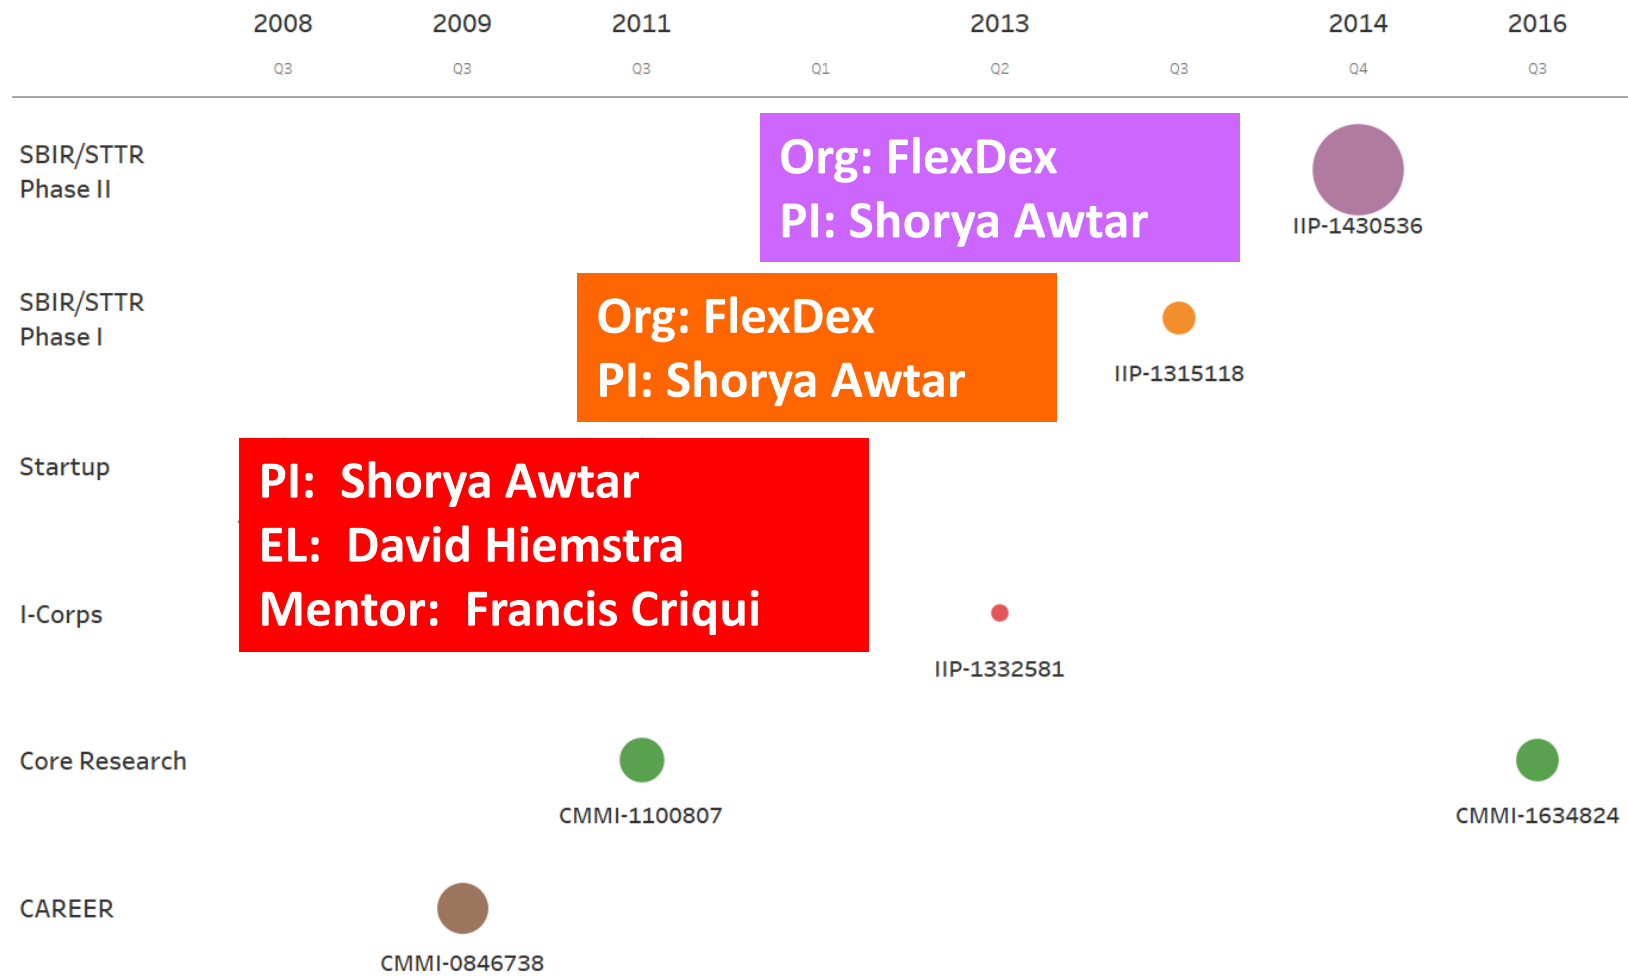 2008 2009 2011 2013 2014 2016
Q3 Q3 Q3 Q1 Q2 Q3 Q4 Q3
SBIR/STTR
Phase II
Org: FlexDex
PI: Shorya Awtar
IIP-1430536
SBIR/STTR
Phase I
Org: FlexDex
PI: Shorya Awtar
IIP-1315118
Startup
PI:  Shorya Awtar
EL:  David Hiemstra
Mentor:  Francis Criqui
I-Corps
IIP-1332581
Core Research
CMMI-1100807
CMMI-1634824
CAREER
CMMI-0846738